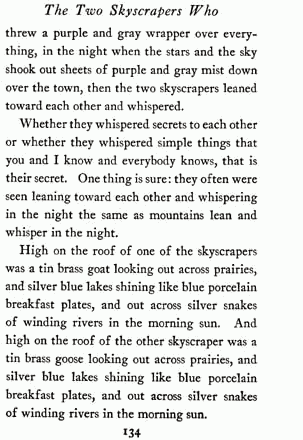 The Two Skyscrapers Who
threw a purple and gray wrapper over every-
thing, in the night when the stars and the sky
shook out sheets of purple and gray mist down
over the town, then the two skyscrapers leaned
toward each other and whispered.
Whether they whispered secrets to each other
or whether they whispered simple things that
you and I know and everybody knows, that is
their secret. One thing is sure: they often were
seen leaning toward each other and whispering
in the night the same as mountains lean and
whisper in the night.
High on the roof of one of the skyscrapers
was a tin brass goat looking out across prairies,
and silver blue lakes shining like blue porcelain
breakfast plates, and out across silver snakes
of winding rivers in the morning sun. And
high on the roof of the other skyscraper was a
tin brass goose looking out across prairies, and
silver blue lakes shining like blue porcelain
breakfast plates, and out across silver snakes
of winding rivers in the morning sun.
134